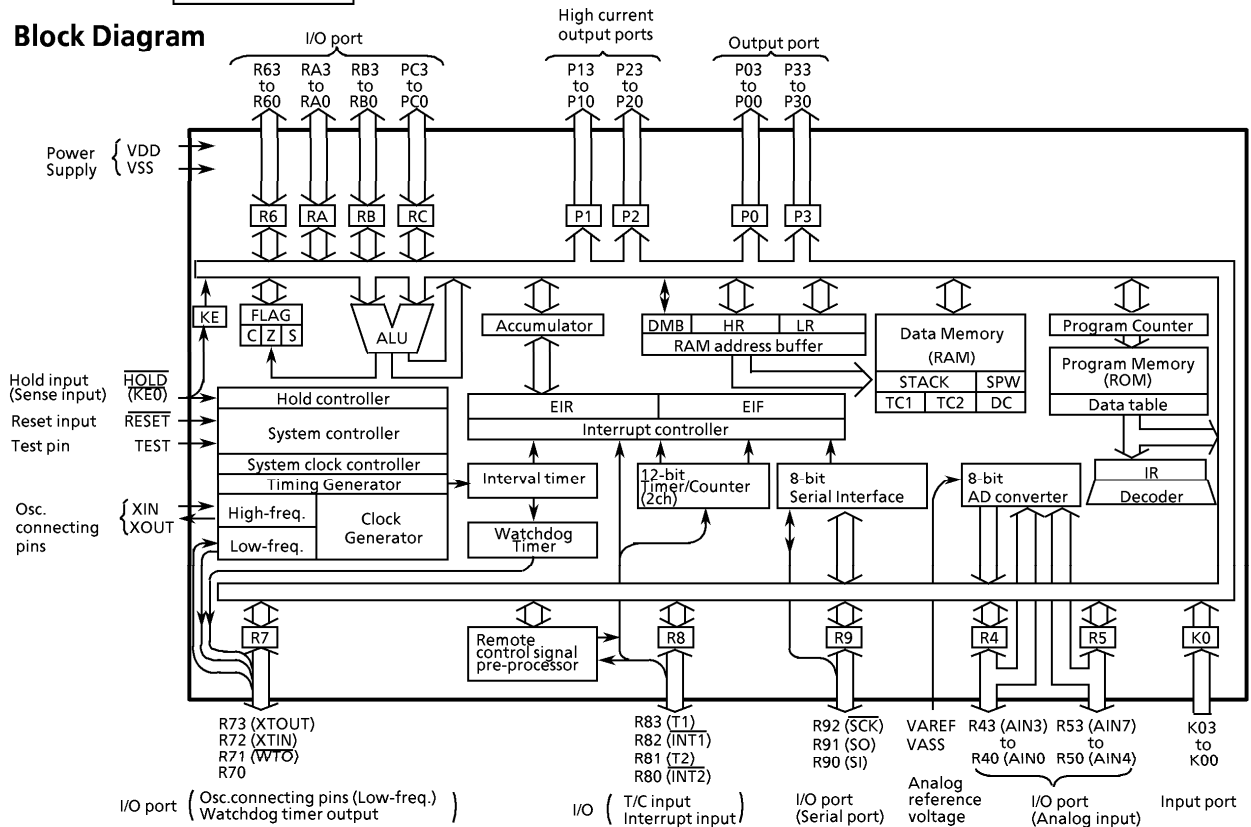 Block Diagram
I/O port
High current
output ports
Output port
R63
to
R60
RA3
to
RA0
RB3
to
RB0
PC3
to
PC0
P13
to
P10
P23
to
P20
P03
to
P00
P33
to
P30
Power
Supply
VDD
VSS
R6
RA
RB
RC
P1
P2
P0
P3
KE
FLAG
C Z S
ALU
Accumulator
DMB HR LR
RAM address buffer
Data Memory
(RAM)
STACK SPW
TC1 TC2 DC
Program Counter
Program Memory
(ROM)
Data table
Hold input
(Sense input)
HOLD
(KE0)
Reset input RESET
Test pin TEST
Hold controller
System controller
System clock controller
Timing Generator
High-freq.
Low-freq.
Clock
Generator
EIR EIF
Interrupt controller
Interval timer
Watchdog
Timer
12-bit
Timer/Counter
(2ch)
8-bit
Serial Interface
8-bit
AD converter
IR
Decoder
Osc.
connecting
pins
XIN
XOUT
R7
Remote
control signal
pre-processor
R8
R9
R4
R5
K0
R73 (XTOUT)
R72 (XTIN)
R71 (WTO)
R70
R83 (T1)
R82 (INT1)
R81 (T2)
R80 (INT2)
R92 (SCK)
R91 (SO)
R90 (SI)
VAREF
VASS
R43 (AIN3)
to
R40 (AIN0
R53 (AIN7)
to
R50 (AIN4)
K03
to
K00
I/O port ( Osc.connecting pins (Low-freq.)
Watchdog timer output )
I/O ( T/C input
Interrupt input )
I/O port
(Serial port)
Analog
reference
voltage
I/O port
(Analog input)
Input port